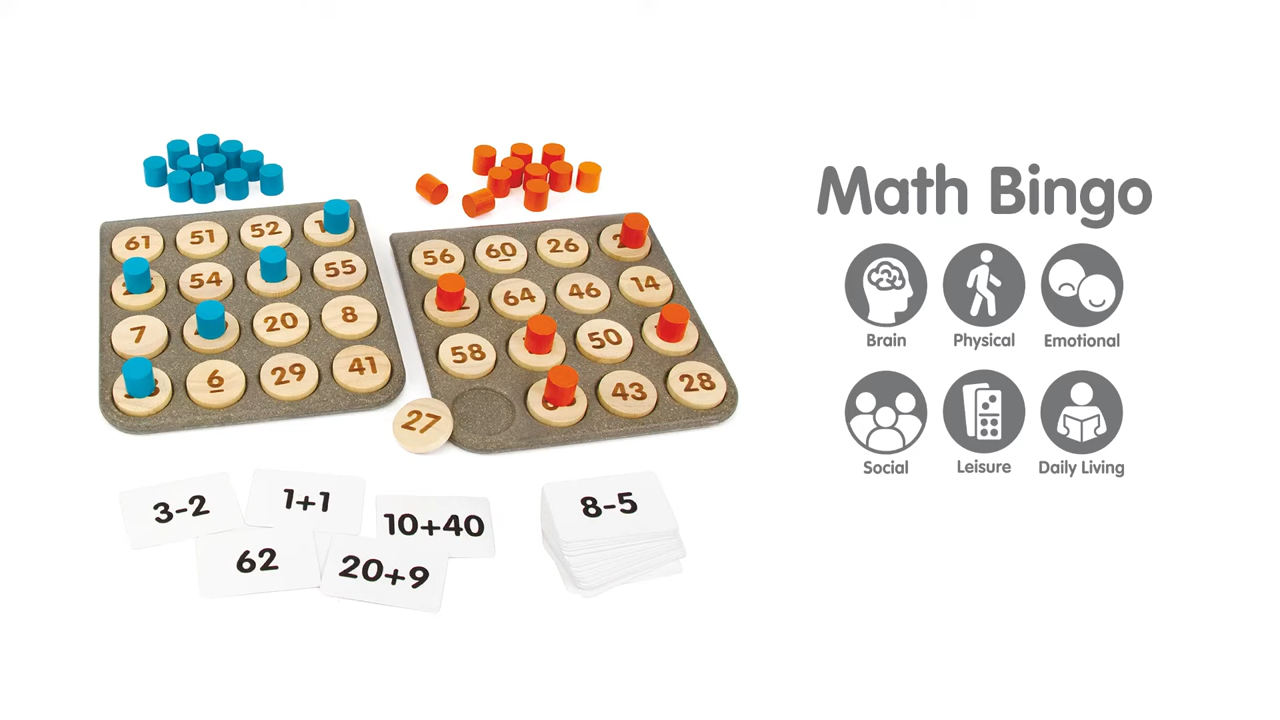 Math Bingo
Brain Physical Emotional
Social Leisure Daily Living
61 51 52
54 55
7 20 8
6 29 41
56 60 26
64 46 14
58 50
27 43 28
3-2 1+1 10+40 8-5
62 20+9